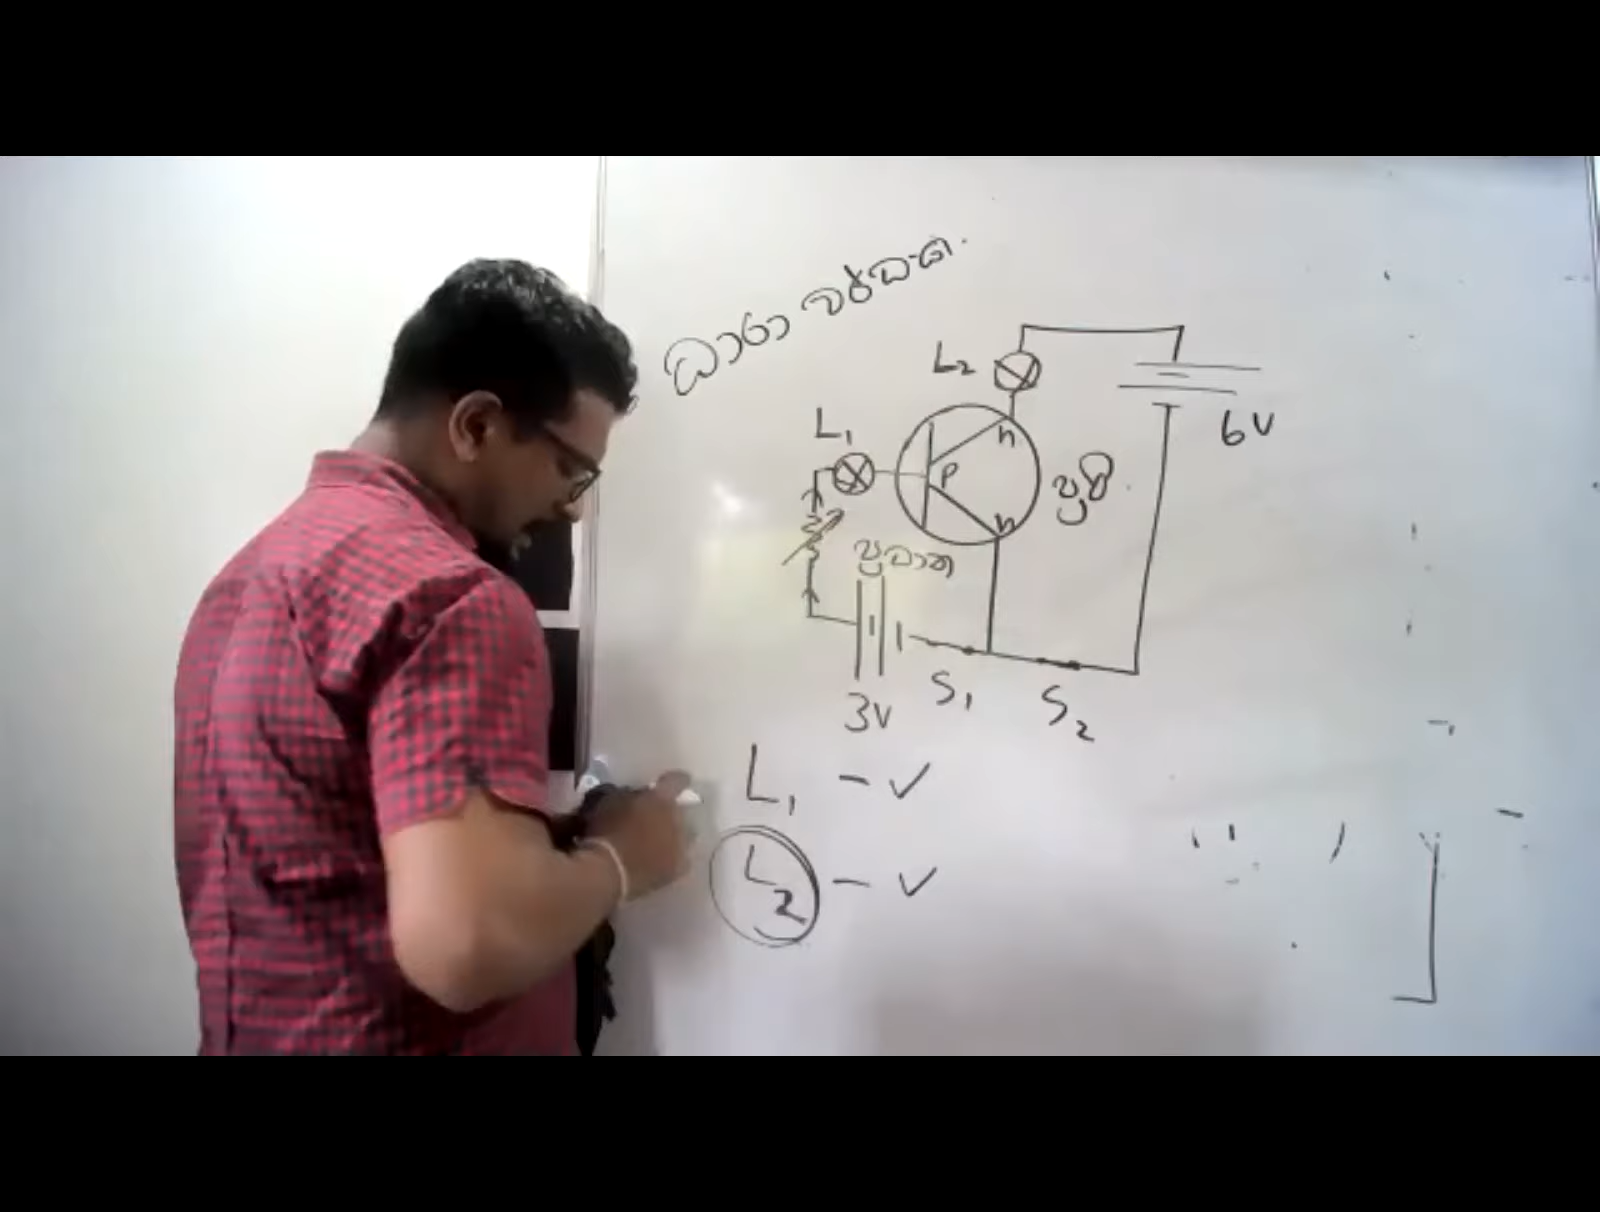 ධාරා වර්ධක
L2
6V
L1
n
P
ප්‍රති
n
ප්‍රදාන
3V
S1
S2
L1 - ✓
L2 - ✓